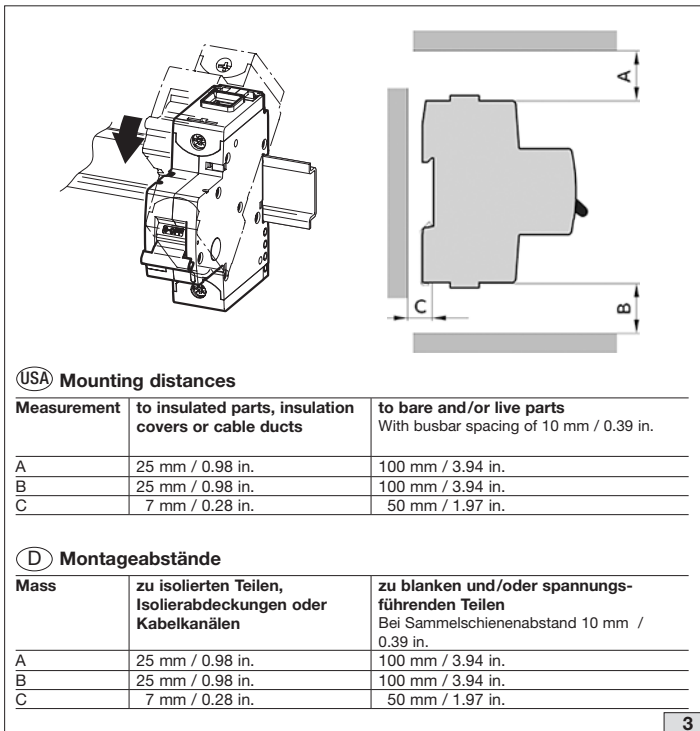 A
C
B
USA Mounting distances
Measurement to insulated parts, insulation covers or cable ducts to bare and/or live parts With busbar spacing of 10 mm / 0.39 in.
A 25 mm / 0.98 in. 100 mm / 3.94 in.
B 25 mm / 0.98 in. 100 mm / 3.94 in.
C 7 mm / 0.28 in. 50 mm / 1.97 in.
D Montageabstände
Mass zu isolierten Teilen, Isolierabdeckungen oder Kabelkanälen zu blanken und/oder spannungs-führenden Teilen Bei Sammelschienenabstand 10 mm / 0.39 in.
A 25 mm / 0.98 in. 100 mm / 3.94 in.
B 25 mm / 0.98 in. 100 mm / 3.94 in.
C 7 mm / 0.28 in. 50 mm / 1.97 in.
3